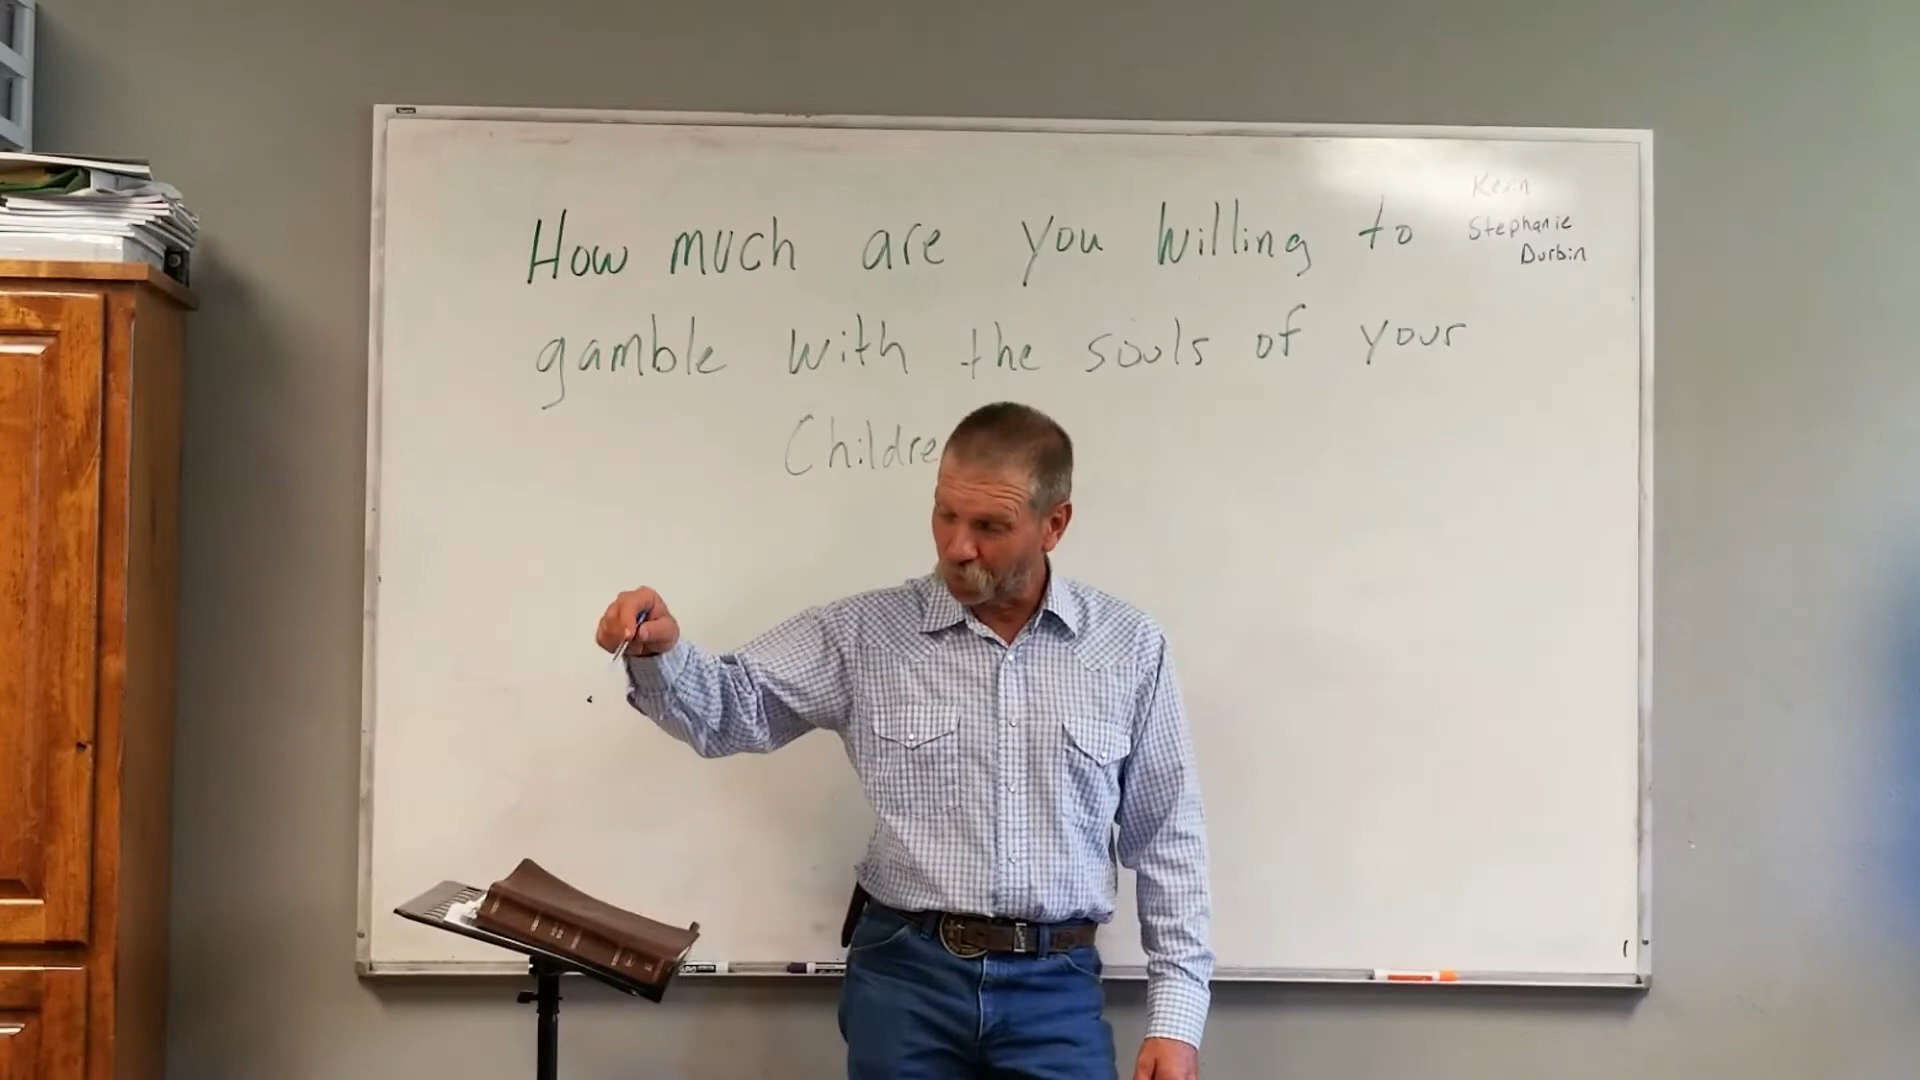 How much are you willing to
gamble with the souls of your
Childre
Kevin
Stephanie
Durbin